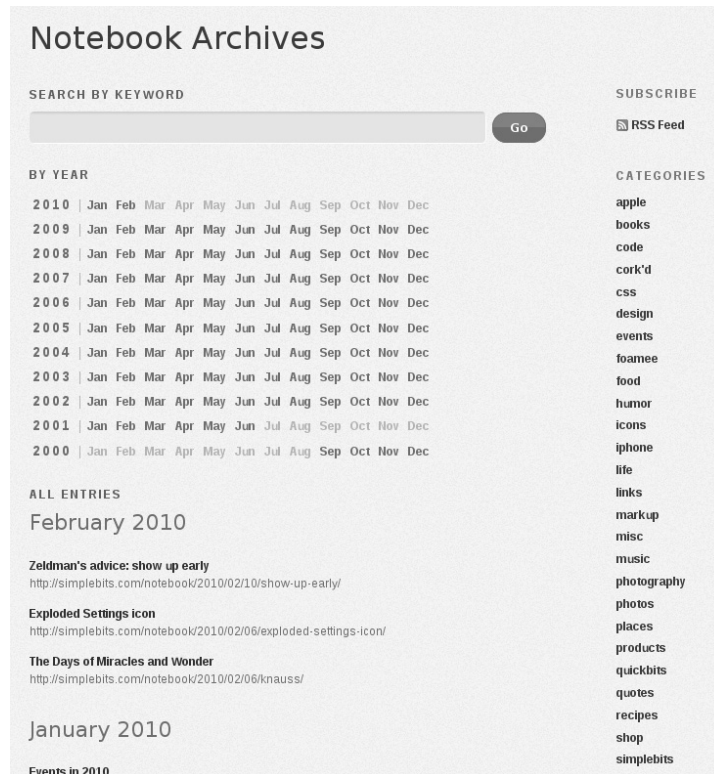 Notebook Archives
SEARCH BY KEYWORD
Go
BY YEAR
2010 | Jan Feb Mar Apr May Jun Jul Aug Sep Oct Nov Dec
2009 | Jan Feb Mar Apr May Jun Jul Aug Sep Oct Nov Dec
2008 | Jan Feb Mar Apr May Jun Jul Aug Sep Oct Nov Dec
2007 | Jan Feb Mar Apr May Jun Jul Aug Sep Oct Nov Dec
2006 | Jan Feb Mar Apr May Jun Jul Aug Sep Oct Nov Dec
2005 | Jan Feb Mar Apr May Jun Jul Aug Sep Oct Nov Dec
2004 | Jan Feb Mar Apr May Jun Jul Aug Sep Oct Nov Dec
2003 | Jan Feb Mar Apr May Jun Jul Aug Sep Oct Nov Dec
2002 | Jan Feb Mar Apr May Jun Jul Aug Sep Oct Nov Dec
2001 | Jan Feb Mar Apr May Jun Jul Aug Sep Oct Nov Dec
2000 | Jan Feb Mar Apr May Jun Jul Aug Sep Oct Nov Dec
ALL ENTRIES
February 2010
Zeldman's advice: show up early
http://simplebits.com/notebook/2010/02/10/show-up-early/
Exploded Settings icon
http://simplebits.com/notebook/2010/02/06/exploded-settings-icon/
The Days of Miracles and Wonder
http://simplebits.com/notebook/2010/02/06/knauss/
January 2010
Events in 2010
SUBSCRIBE
RSS Feed
CATEGORIES
apple
books
code
cork'd
css
design
events
foamee
food
humor
icons
iphone
life
links
markup
misc
music
photography
photos
places
products
quickbits
quotes
recipes
shop
simplebits